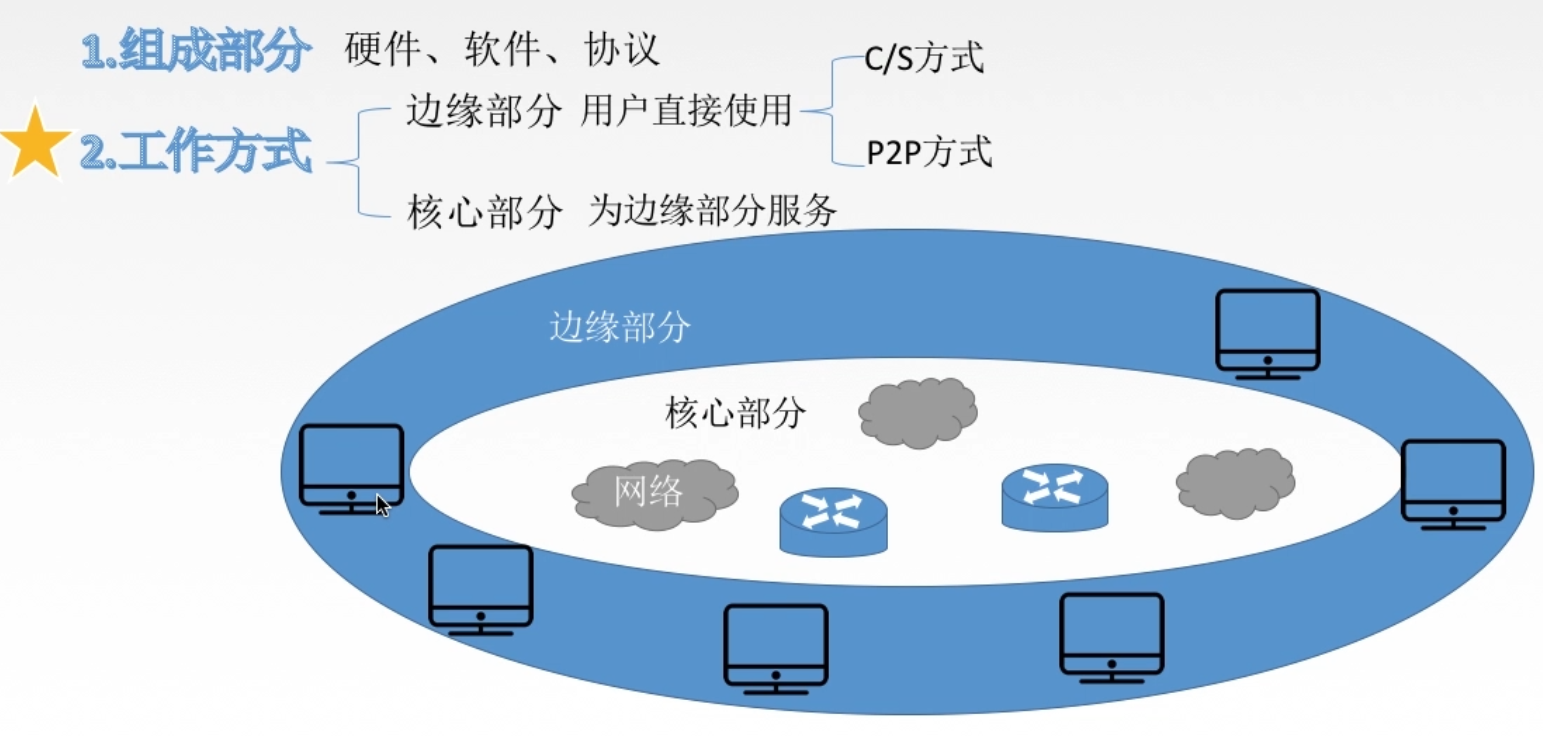 1.组成部分 硬件、软件、协议
C/S方式
边缘部分 用户直接使用
2.工作方式
P2P方式
核心部分 为边缘部分服务
边缘部分
核心部分
网络